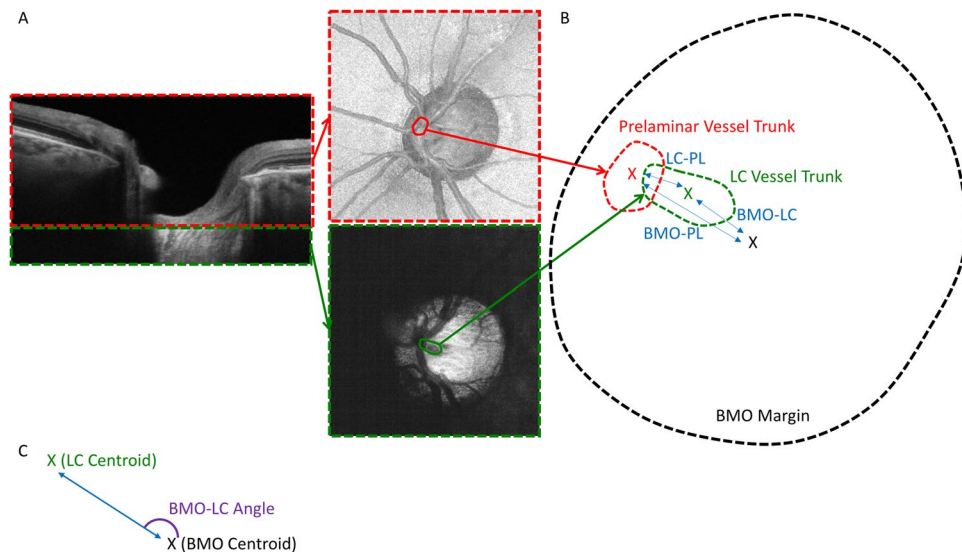 A
B
Prelaminar Vessel Trunk
LC-PL
X
LC Vessel Trunk
X
BMO-LC
BMO-PL
X
BMO Margin
C
X (LC Centroid)
BMO-LC Angle
X (BMO Centroid)